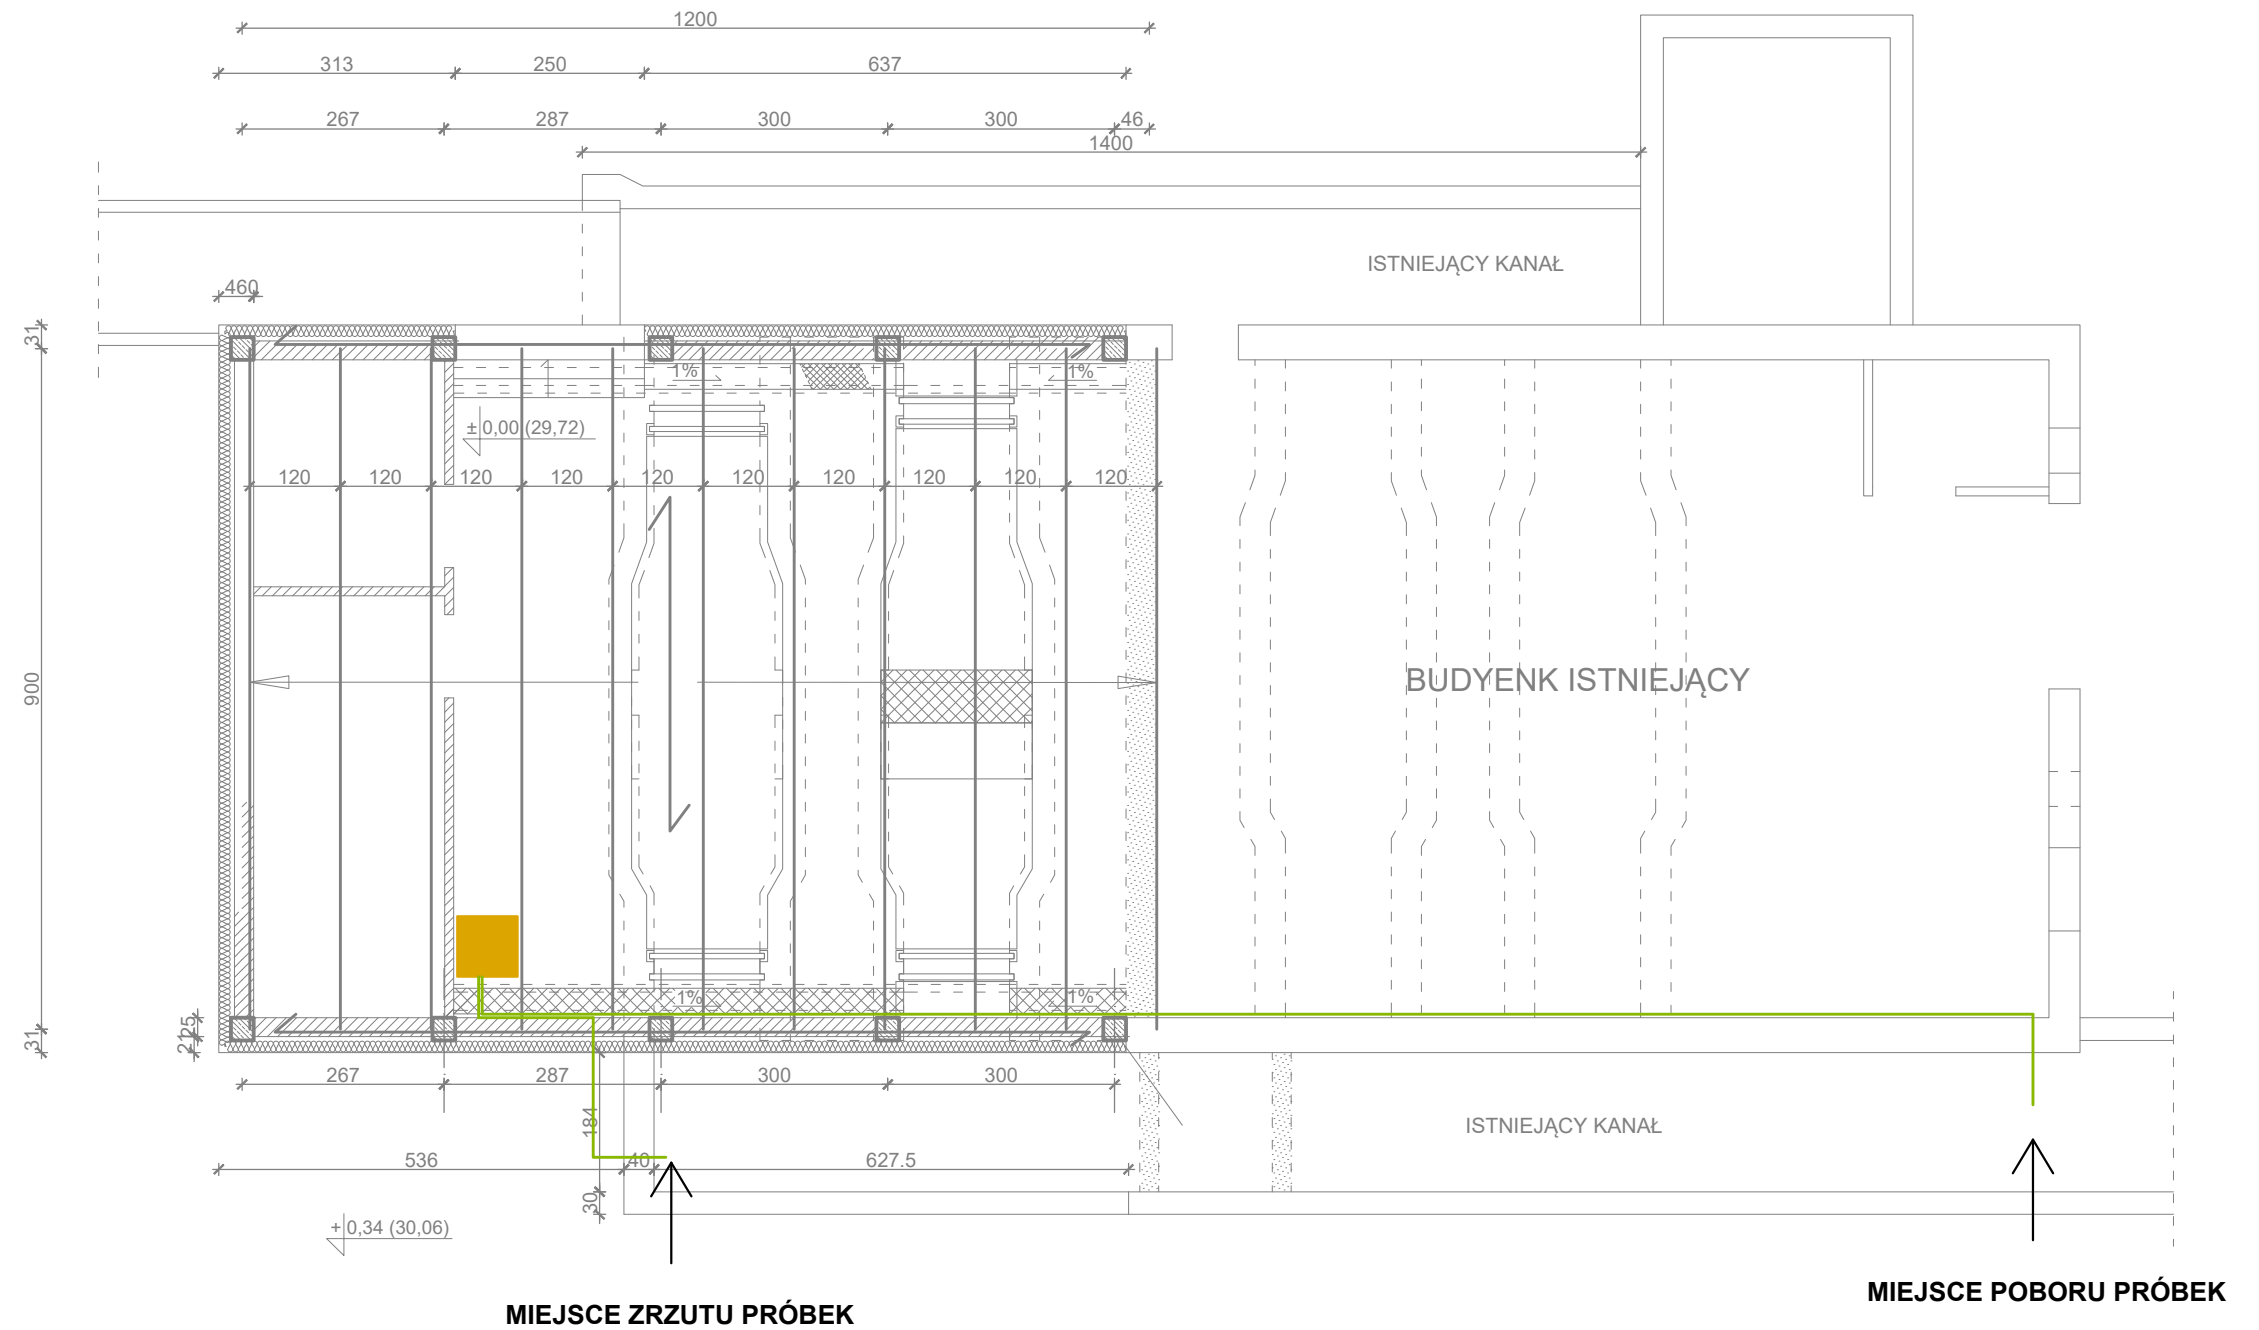 1200
313 250 637
267 287 300 300 46
1400
ISTNIEJĄCY KANAŁ
460
31
1% 1%
± 0,00 (29,72)
120 120 120 120 120 120 120 120 120 120
900
BUDYENK ISTNIEJĄCY
1% 1%
31 21 25
267 287 300 300
184
ISTNIEJĄCY KANAŁ
536 40 627.5
30
+ 0,34 (30,06)
MIEJSCE POBORU PRÓBEK
MIEJSCE ZRZUTU PRÓBEK